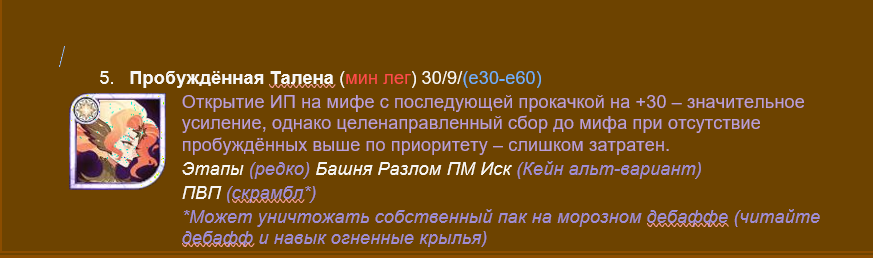 5. Пробуждённая Талена (мин лег) 30/9/(е30-е60)
Открытие ИП на мифе с последующей прокачкой на +30 – значительное
усиление, однако целенаправленный сбор до мифа при отсутствие
пробуждённых выше по приоритету – слишком затратен.
Этапы (редко) Башня Разлом ПМ Иск (Кейн альт-вариант)
ПВП (скрамбл*)
*Может уничтожать собственный пак на морозном дебаффе (читайте
дебафф и навык огненные крылья)